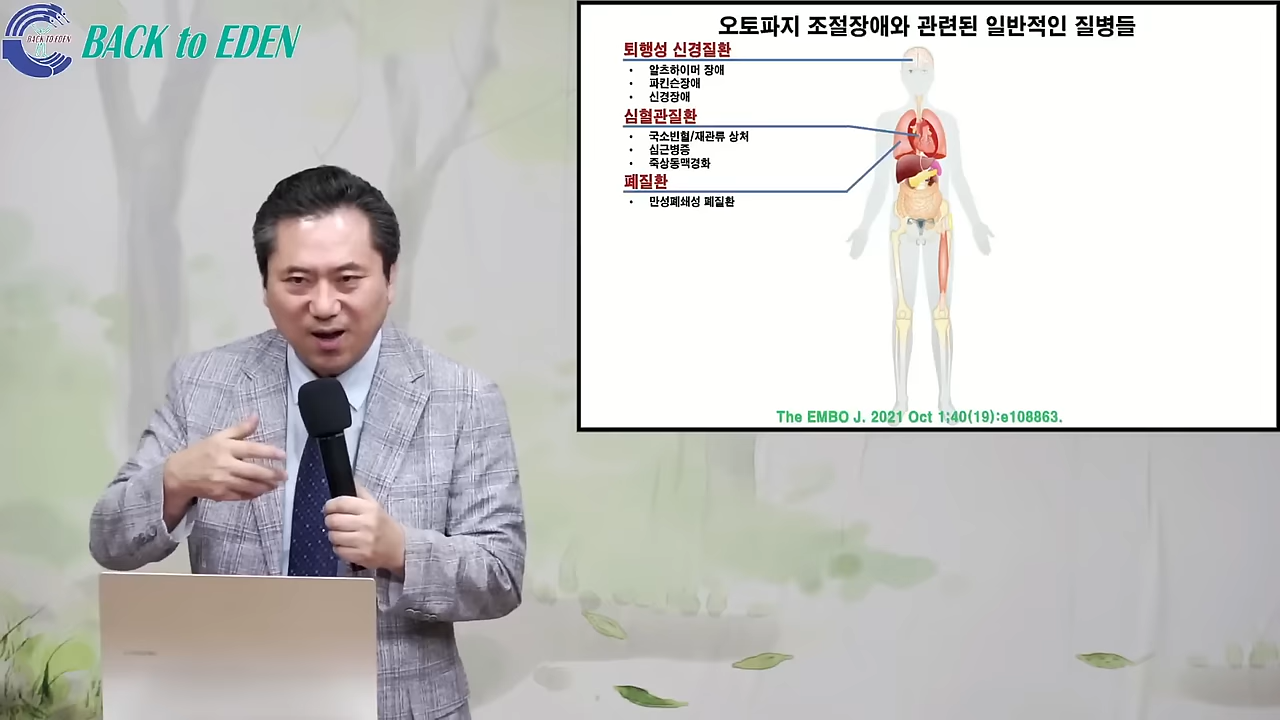 BACK TO EDEN
BACK to EDEN
오토파지 조절장애와 관련된 일반적인 질병들
퇴행성 신경질환
• 알츠하이머 장애
• 파킨슨장애
• 신경장애
심혈관질환
• 국소빈혈/재관류 상처
• 심근병증
• 죽상동맥경화
폐질환
• 만성폐쇄성 폐질환
The EMBO J. 2021 Oct 1;40(19):e108863.